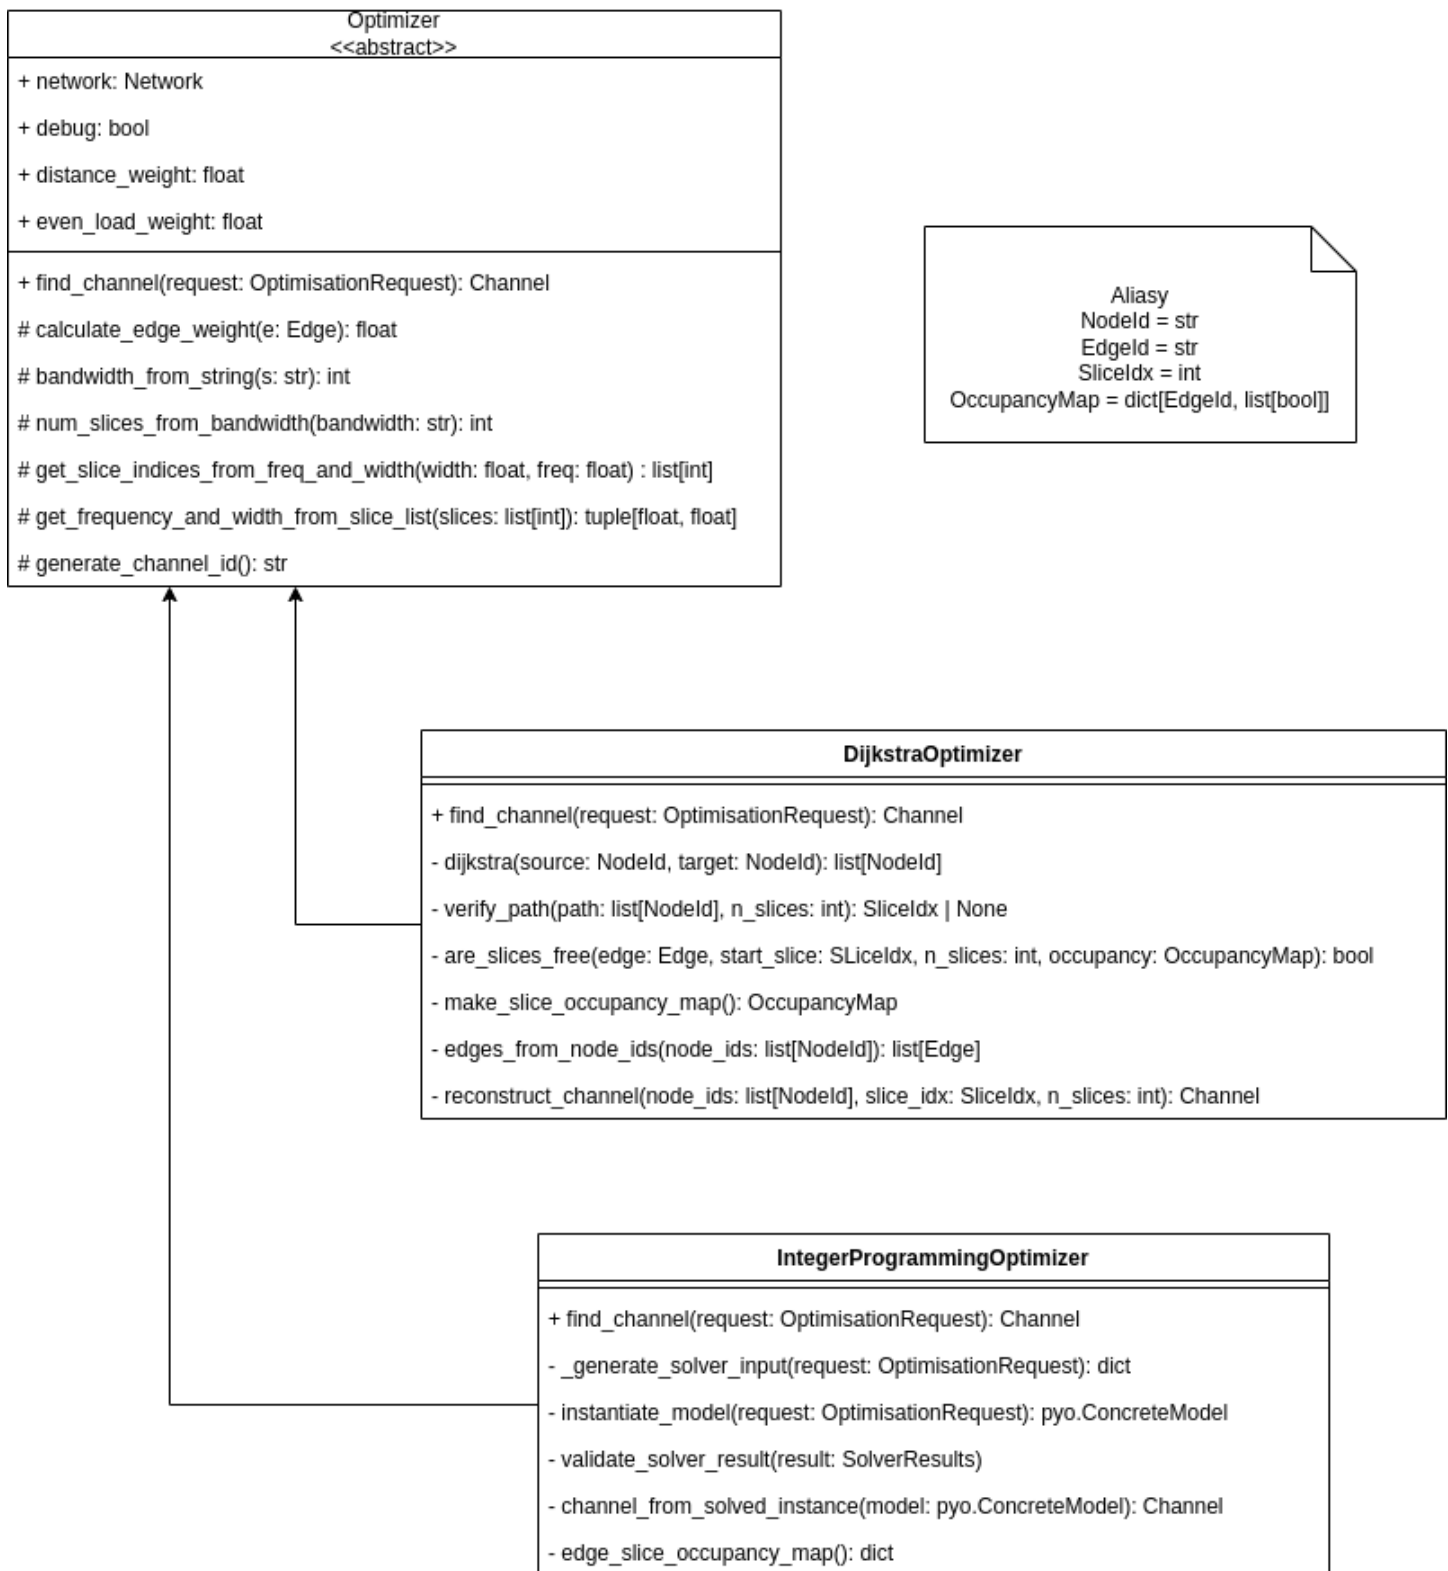 Optimizer
<<abstract>>
+ network: Network
+ debug: bool
+ distance_weight: float
+ even_load_weight: float
+ find_channel(request: OptimisationRequest): Channel
# calculate_edge_weight(e: Edge): float
# bandwidth_from_string(s: str): int
# num_slices_from_bandwidth(bandwidth: str): int
# get_slice_indices_from_freq_and_width(width: float, freq: float) : list[int]
# get_frequency_and_width_from_slice_list(slices: list[int]): tuple[float, float]
# generate_channel_id(): str
Aliasy
NodeId = str
EdgeId = str
SliceIdx = int
OccupancyMap = dict[EdgeId, list[bool]]
DijkstraOptimizer
+ find_channel(request: OptimisationRequest): Channel
- dijkstra(source: NodeId, target: NodeId): list[NodeId]
- verify_path(path: list[NodeId], n_slices: int): SliceIdx | None
- are_slices_free(edge: Edge, start_slice: SLiceIdx, n_slices: int, occupancy: OccupancyMap): bool
- make_slice_occupancy_map(): OccupancyMap
- edges_from_node_ids(node_ids: list[NodeId]): list[Edge]
- reconstruct_channel(node_ids: list[NodeId], slice_idx: SliceIdx, n_slices: int): Channel
IntegerProgrammingOptimizer
+ find_channel(request: OptimisationRequest): Channel
- _generate_solver_input(request: OptimisationRequest): dict
- instantiate_model(request: OptimisationRequest): pyo.ConcreteModel
- validate_solver_result(result: SolverResults)
- channel_from_solved_instance(model: pyo.ConcreteModel): Channel
- edge_slice_occupancy_map(): dict